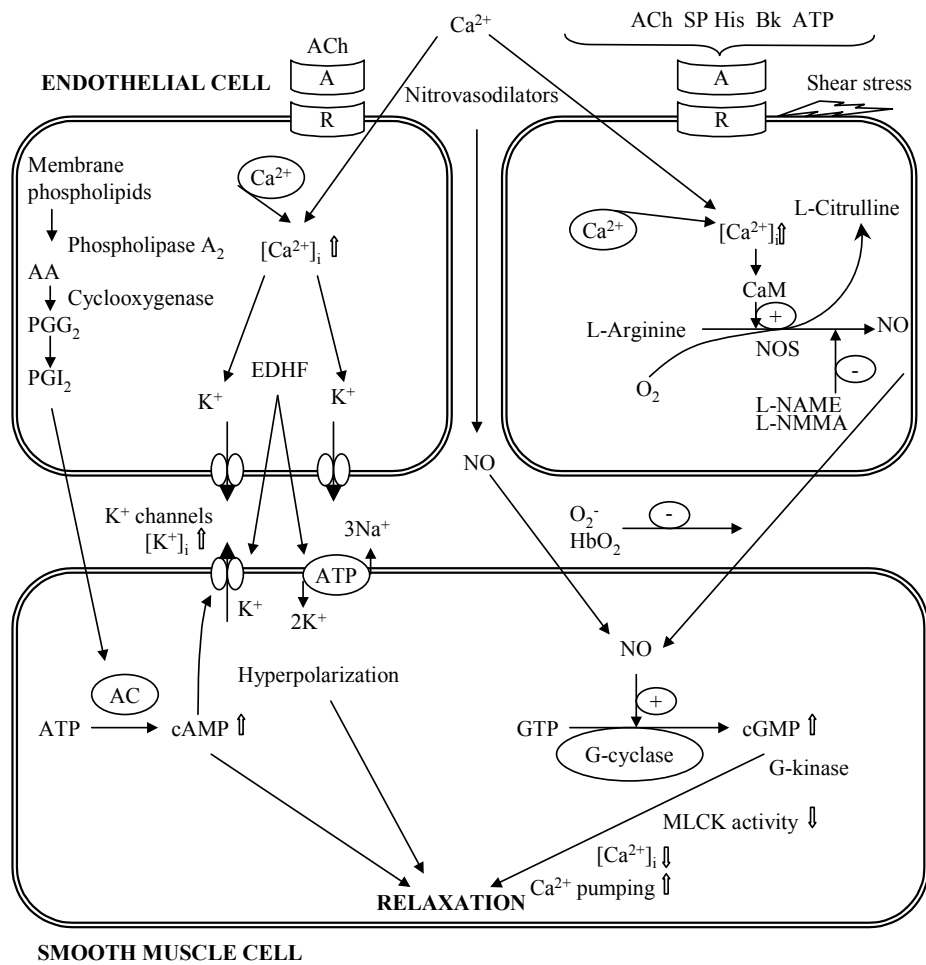 ACh SP His Bk ATP
Ca²⁺
ACh
ENDOTHELIAL CELL
A
R
Nitrovasodilators
A
R
Shear stress
Membrane
phospholipids
Phospholipase A₂
AA
Cyclooxygenase
PGG₂
PGI₂
Ca²⁺
[Ca²⁺]ᵢ ⇧
EDHF
K⁺
K⁺
Ca²⁺
[Ca²⁺]ᵢ⇧
CaM
+
L-Citrulline
L-Arginine
NO
NOS
O₂
-
L-NAME
L-NMMA
NO
K⁺ channels
[K⁺]ᵢ ⇧
3Na⁺
O₂⁻
HbO₂
-
ATP
K⁺
2K⁺
NO
Hyperpolarization
AC
ATP
cAMP ⇧
+
GTP
cGMP ⇧
G-cyclase
G-kinase
MLCK activity ⇩
[Ca²⁺]ᵢ ⇩
Ca²⁺ pumping ⇧
RELAXATION
SMOOTH MUSCLE CELL